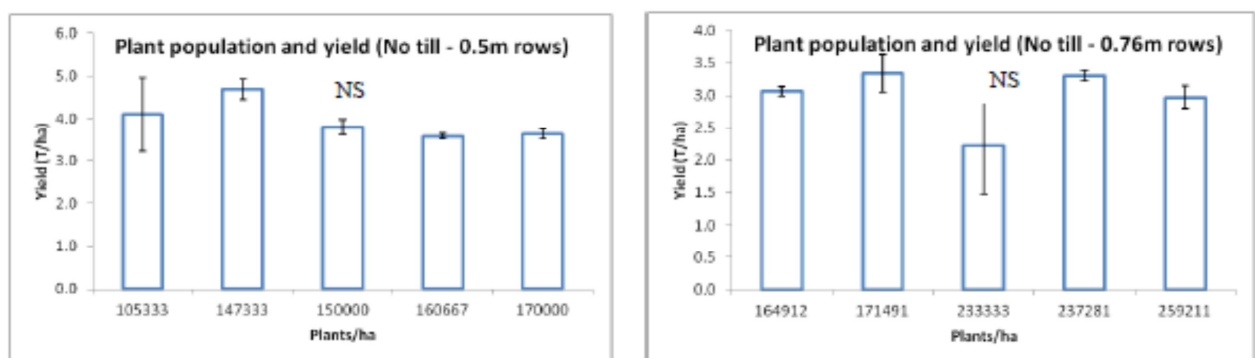 Plant population and yield (No till - 0.5m rows)
6.0
5.0
4.0
3.0
2.0
1.0
0.0
Yield (T/ha)
NS
105333 147333 150000 160667 170000
Plants/ha
Plant population and yield (No till - 0.76m rows)
4.0
3.5
3.0
2.5
2.0
1.5
1.0
0.5
0.0
Yield (T/ha)
NS
164912 171491 233333 237281 259211
Plants/ha